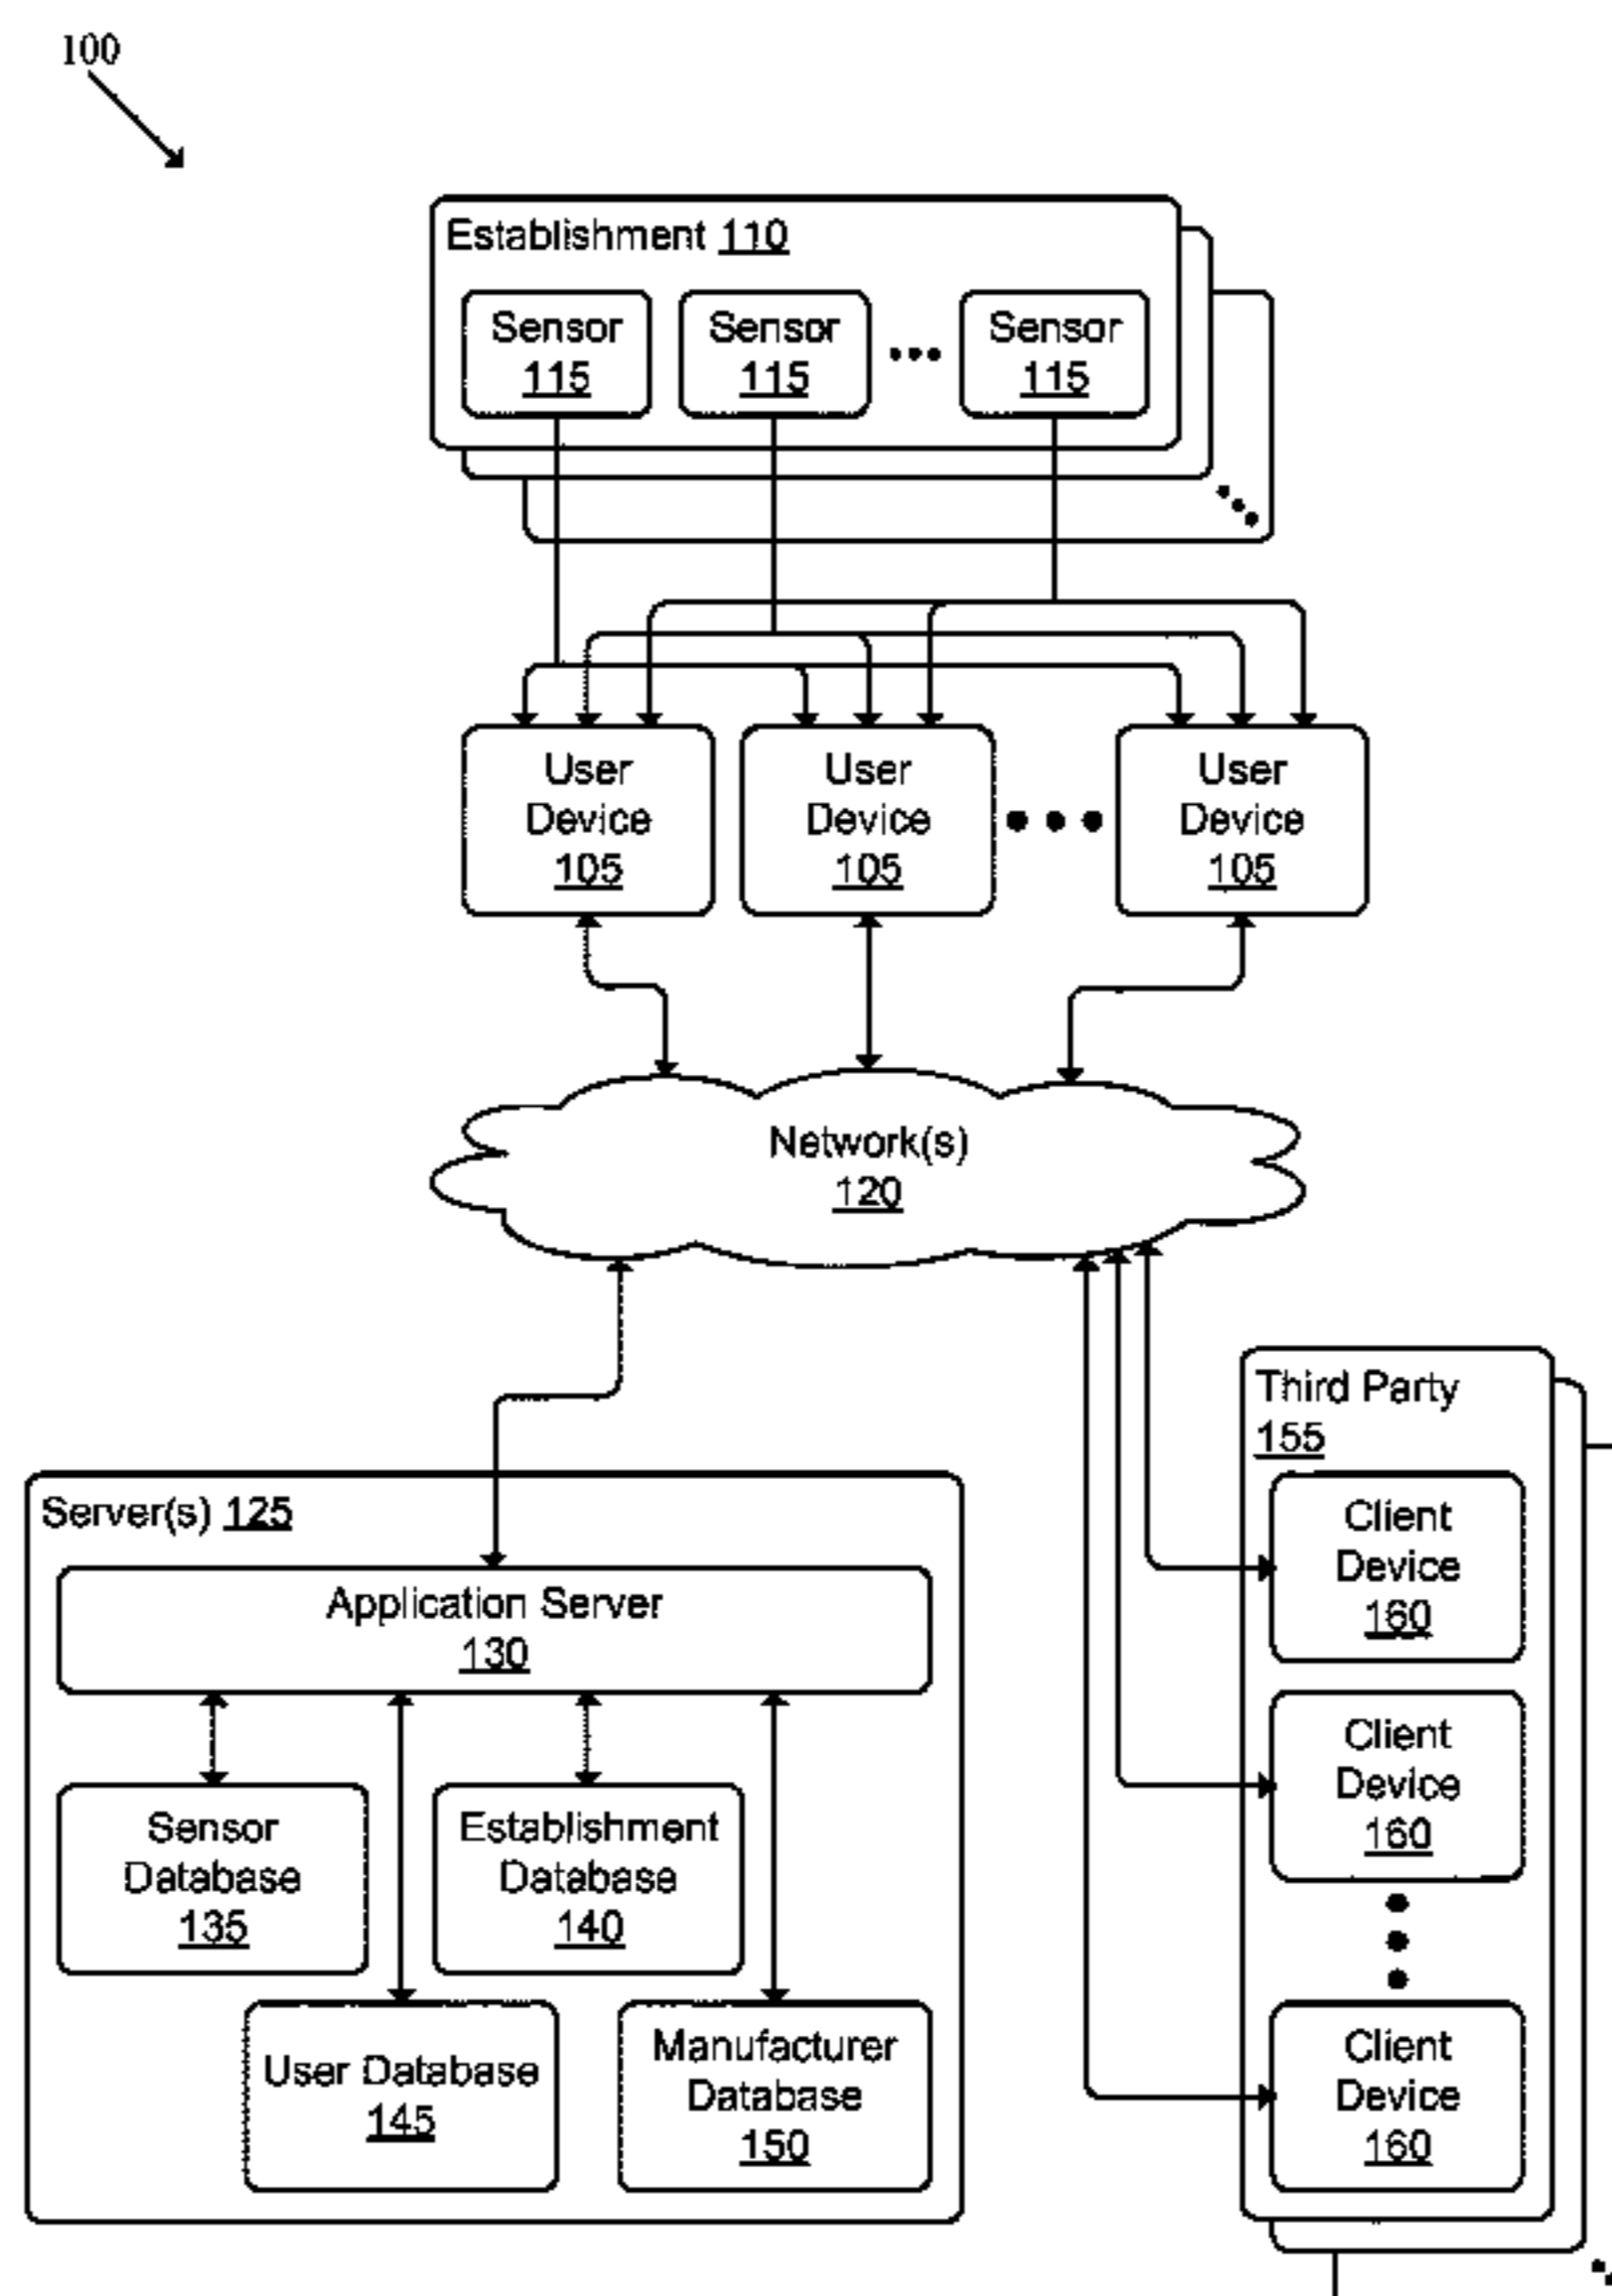 100
Establishment 110
Sensor
115
Sensor
115
Sensor
115
User
Device
105
User
Device
105
User
Device
105
Network(s)
120
Third Party
155
Client
Device
160
Client
Device
160
Client
Device
160
Server(s) 125
Application Server
130
Sensor
Database
135
Establishment
Database
140
User Database
145
Manufacturer
Database
150